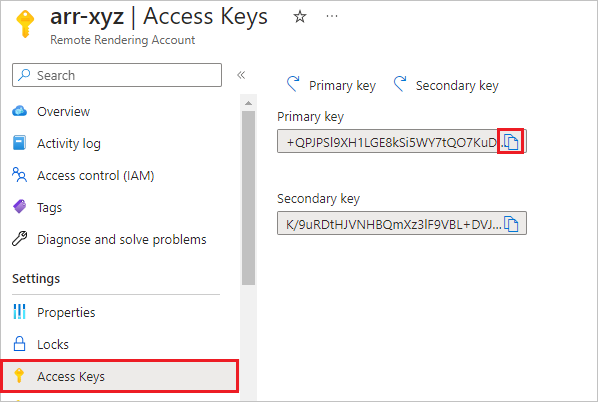 arr-xyz | Access Keys
Remote Rendering Account
Search
Overview
Activity log
Access control (IAM)
Tags
Diagnose and solve problems
Settings
Properties
Locks
Access Keys
Primary key Secondary key
Primary key
+QPJPSl9XH1LGE8kSi5WY7tQO7KuD...
Secondary key
K/9uRDtHJVNHBQmXz3lF9VBL+DVJ...